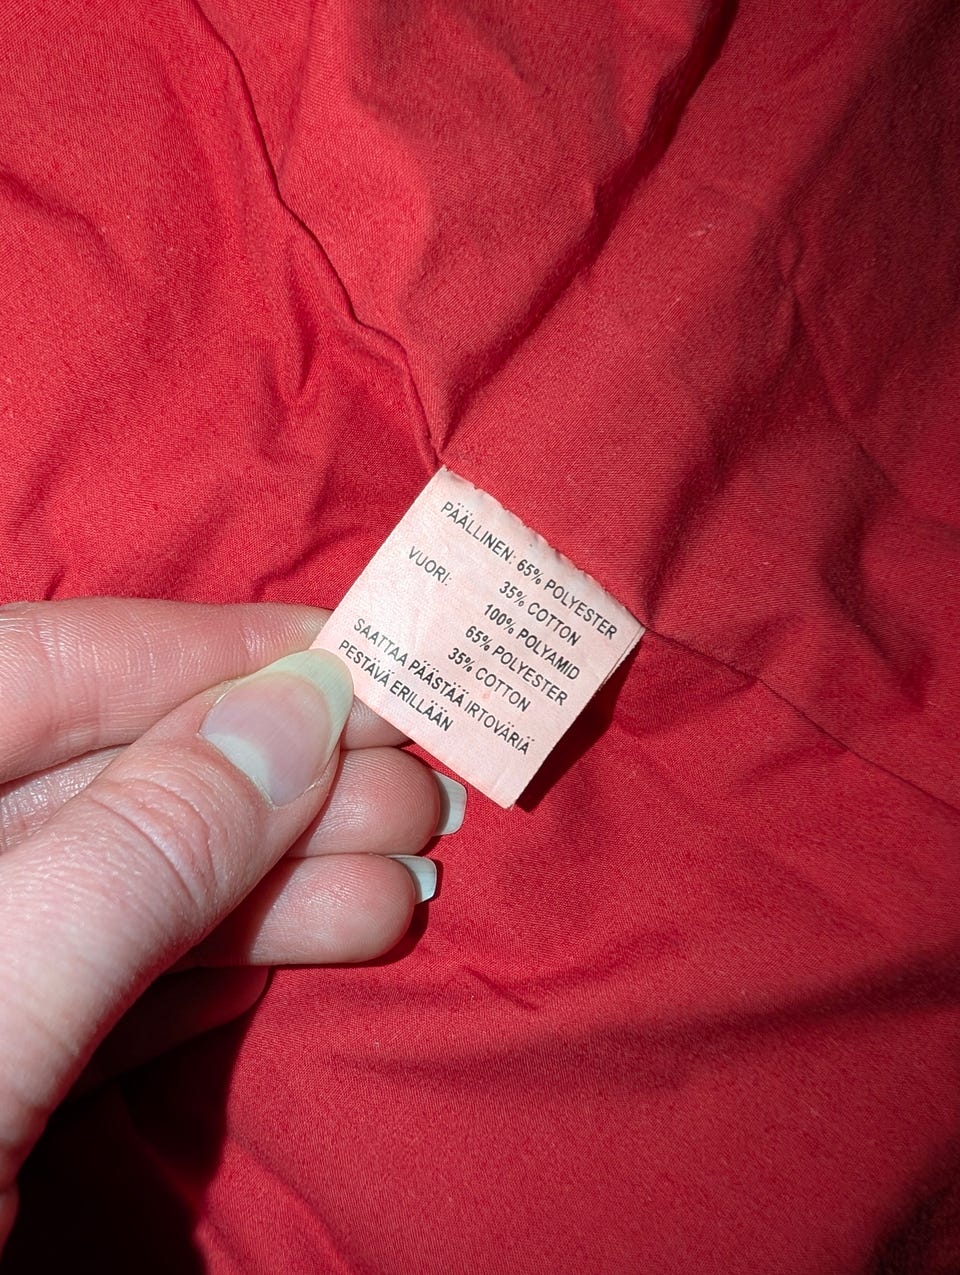 PÄÄLLINEN: 65% POLYESTER
35% COTTON
VUORI: 100% POLYAMID
65% POLYESTER
35% COTTON
SAATTAA PÄÄSTÄÄ IRTOVÄRIÄ
PESTÄVÄ ERILLÄÄN